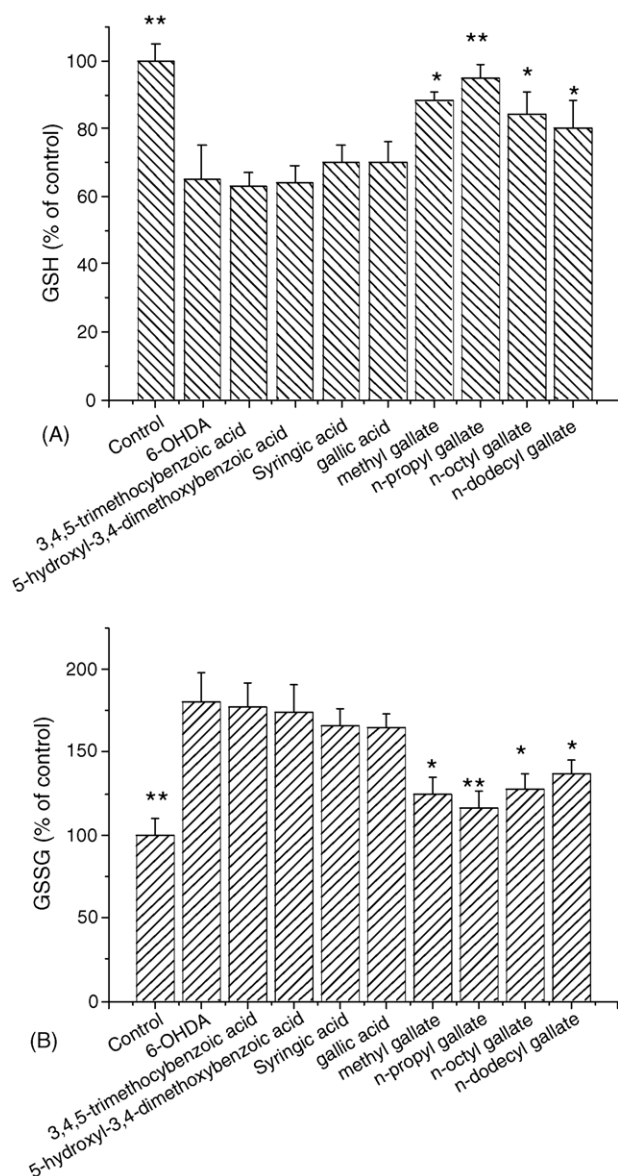 **
*
**
*
*
100
80
60
40
20
0
GSH (% of control)
(A)
Control
6-OHDA
3,4,5-trimethocybenzoic acid
5-hydroxyl-3,4-dimethoxybenzoic acid
Syringic acid
gallic acid
methyl gallate
n-propyl gallate
n-octyl gallate
n-dodecyl gallate
200
150
100
50
0
GSSG (% of control)
**
*
**
*
*
(B)
Control
6-OHDA
3,4,5-trimethocybenzoic acid
5-hydroxyl-3,4-dimethoxybenzoic acid
Syringic acid
gallic acid
methyl gallate
n-propyl gallate
n-octyl gallate
n-dodecyl gallate